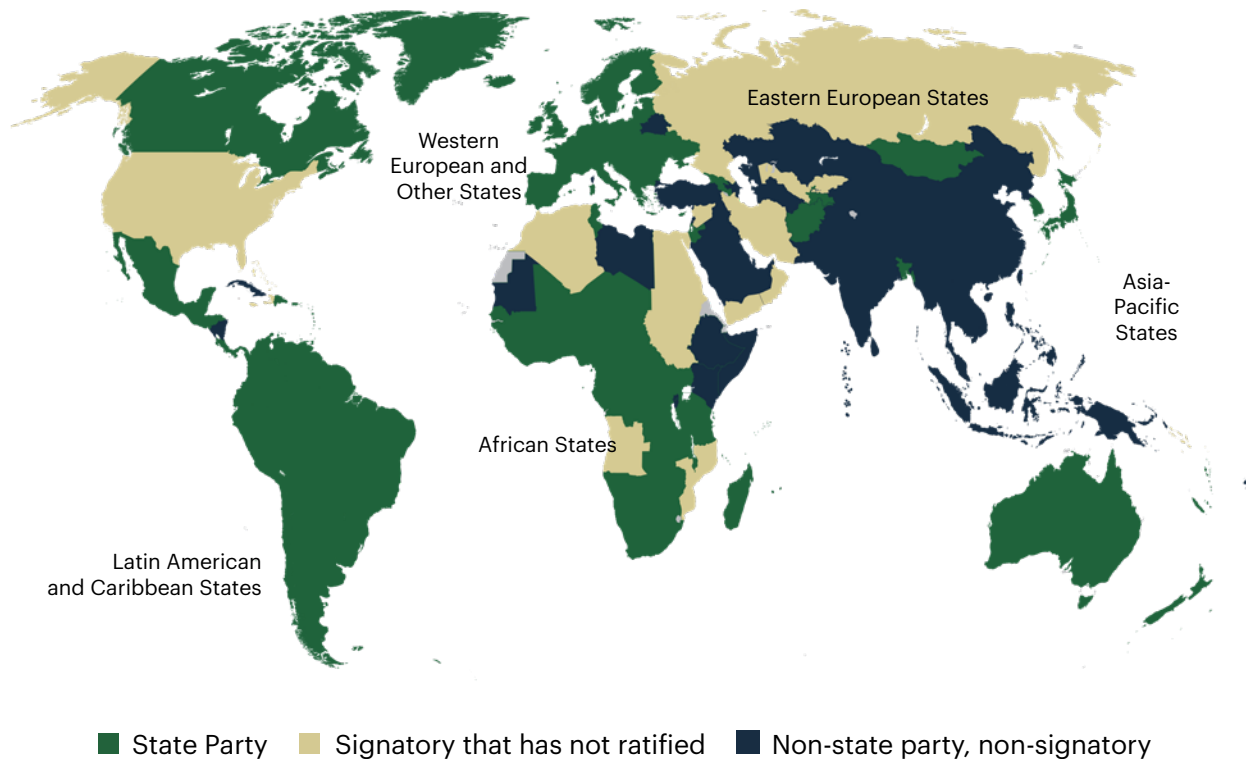 Eastern European States
Western
European and
Other States
Asia-
Pacific
States
African States
Latin American
and Caribbean States
State Party
Signatory that has not ratified
Non-state party, non-signatory